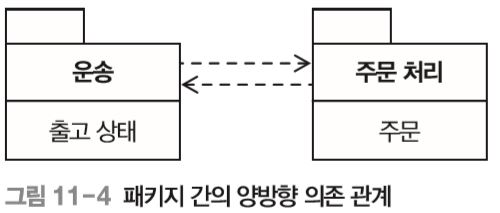 운송
출고 상태
주문 처리
주문
그림 11-4 패키지 간의 양방향 의존 관계